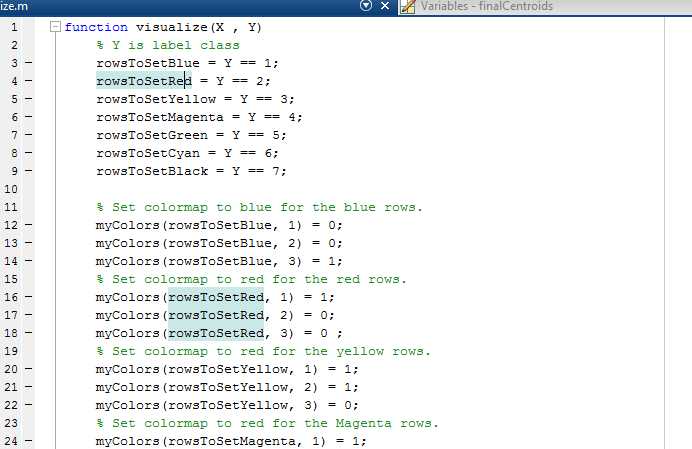 ize.m
Variables - finalCentroids
1 function visualize(X , Y)
2 % Y is label class
3 - rowsToSetBlue = Y == 1;
4 - rowsToSetRed = Y == 2;
5 - rowsToSetYellow = Y == 3;
6 - rowsToSetMagenta = Y == 4;
7 - rowsToSetGreen = Y == 5;
8 - rowsToSetCyan = Y == 6;
9 - rowsToSetBlack = Y == 7;
10
11 % Set colormap to blue for the blue rows.
12 - myColors(rowsToSetBlue, 1) = 0;
13 - myColors(rowsToSetBlue, 2) = 0;
14 - myColors(rowsToSetBlue, 3) = 1;
15 % Set colormap to red for the red rows.
16 - myColors(rowsToSetRed, 1) = 1;
17 - myColors(rowsToSetRed, 2) = 0;
18 - myColors(rowsToSetRed, 3) = 0 ;
19 % Set colormap to red for the yellow rows.
20 - myColors(rowsToSetYellow, 1) = 1;
21 - myColors(rowsToSetYellow, 2) = 1;
22 - myColors(rowsToSetYellow, 3) = 0;
23 % Set colormap to red for the Magenta rows.
24 - myColors(rowsToSetMagenta, 1) = 1;